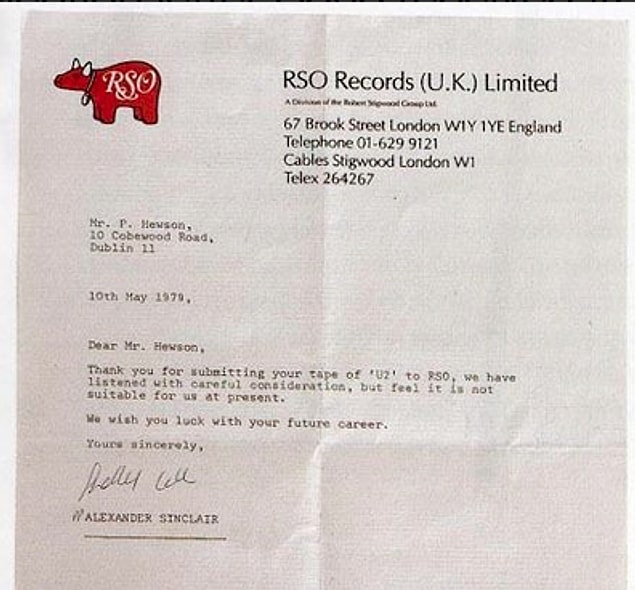 RSO
RSO Records (U.K.) Limited
A Division of the Robert Stigwood Group Ltd.
67 Brook Street London W1Y 1YE England
Telephone 01-629 9121
Cables Stigwood London W1
Telex 264267
Mr. P. Hewson,
10 Cobewood Road,
Dublin 11
10th May 1979,
Dear Mr. Hewson,
Thank you for submitting your tape of 'U2' to RSO, we have
listened with careful consideration, but feel it is not
suitable for us at present.
We wish you luck with your future career.
Yours sincerely,
ALEXANDER SINCLAIR